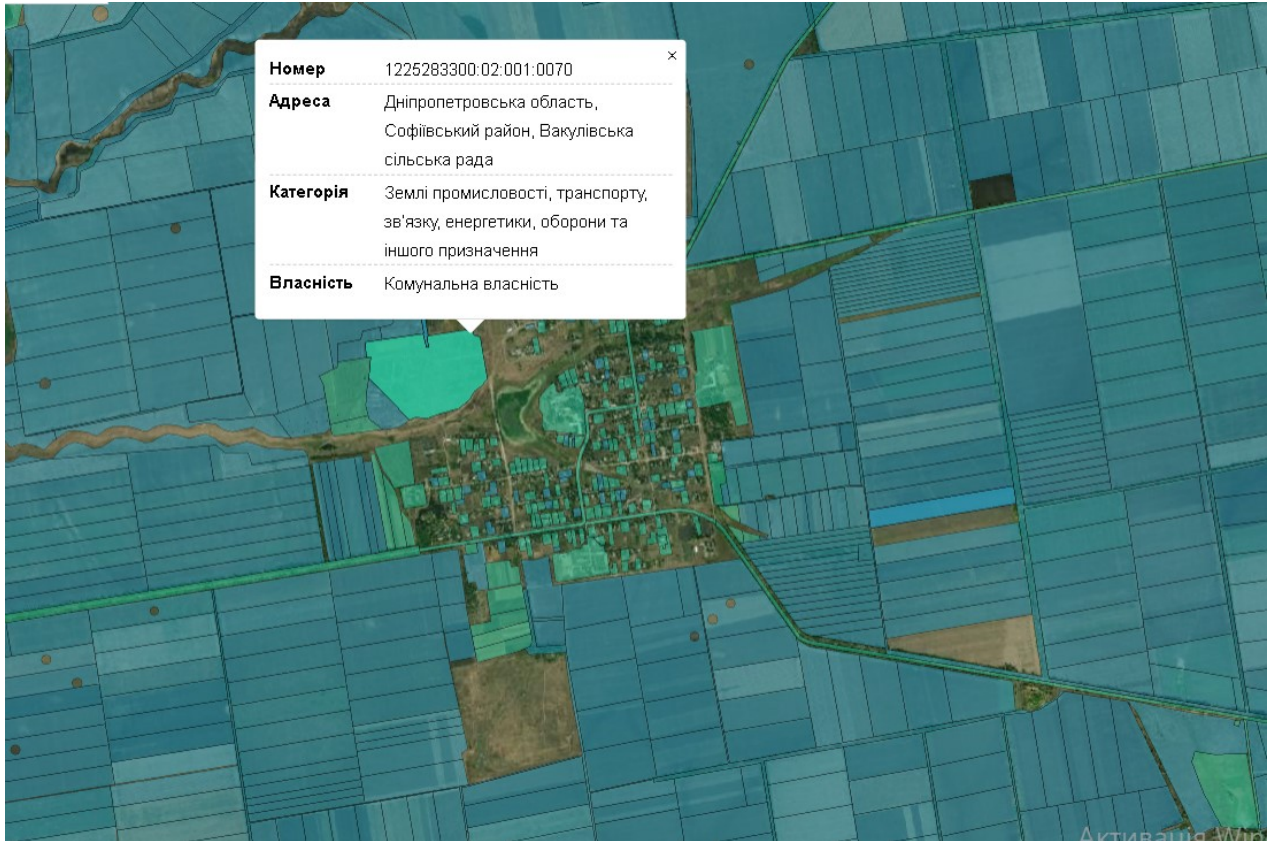 ×
Номер 1225283300:02:001:0070
Адреса Дніпропетровська область,
Софіївський район, Вакулівська
сільська рада
Категорія Землі промисловості, транспорту,
зв'язку, енергетики, оборони та
іншого призначення
Власність Комунальна власність
Активація Win